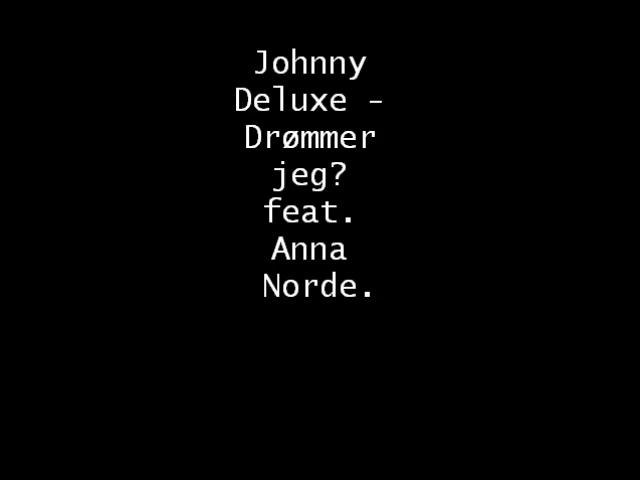 Johnny
Deluxe -
Drømmer
jeg?
feat.
Anna
Norde.